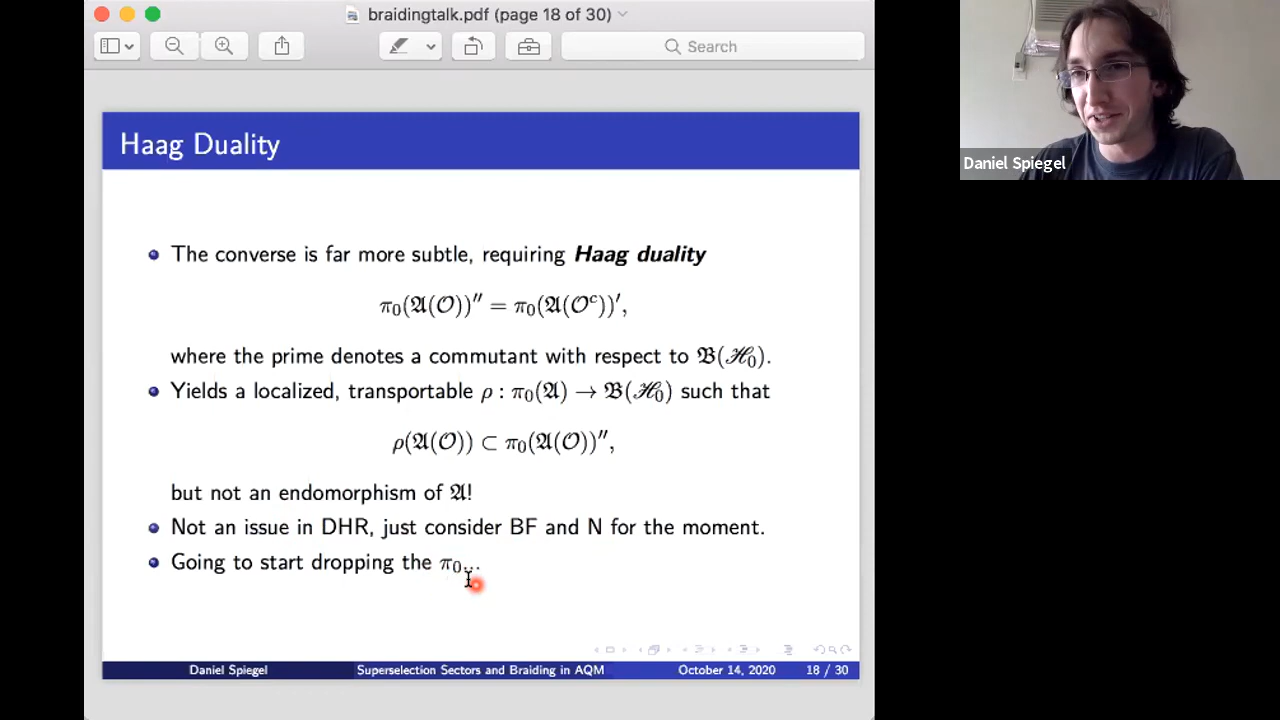 braidingtalk.pdf (page 18 of 30)
Search
Haag Duality
The converse is far more subtle, requiring Haag duality
π₀(𝔄(𝒪))″ = π₀(𝔄(𝒪ᶜ))′,
where the prime denotes a commutant with respect to 𝔅(ℋ₀).
Yields a localized, transportable ρ : π₀(𝔄) → 𝔅(ℋ₀) such that
ρ(𝔄(𝒪)) ⊂ π₀(𝔄(𝒪))″,
but not an endomorphism of 𝔄!
Not an issue in DHR, just consider BF and N for the moment.
Going to start dropping the π₀...
Daniel Spiegel Superselection Sectors and Braiding in AQM October 14, 2020 18 / 30
Daniel Spiegel